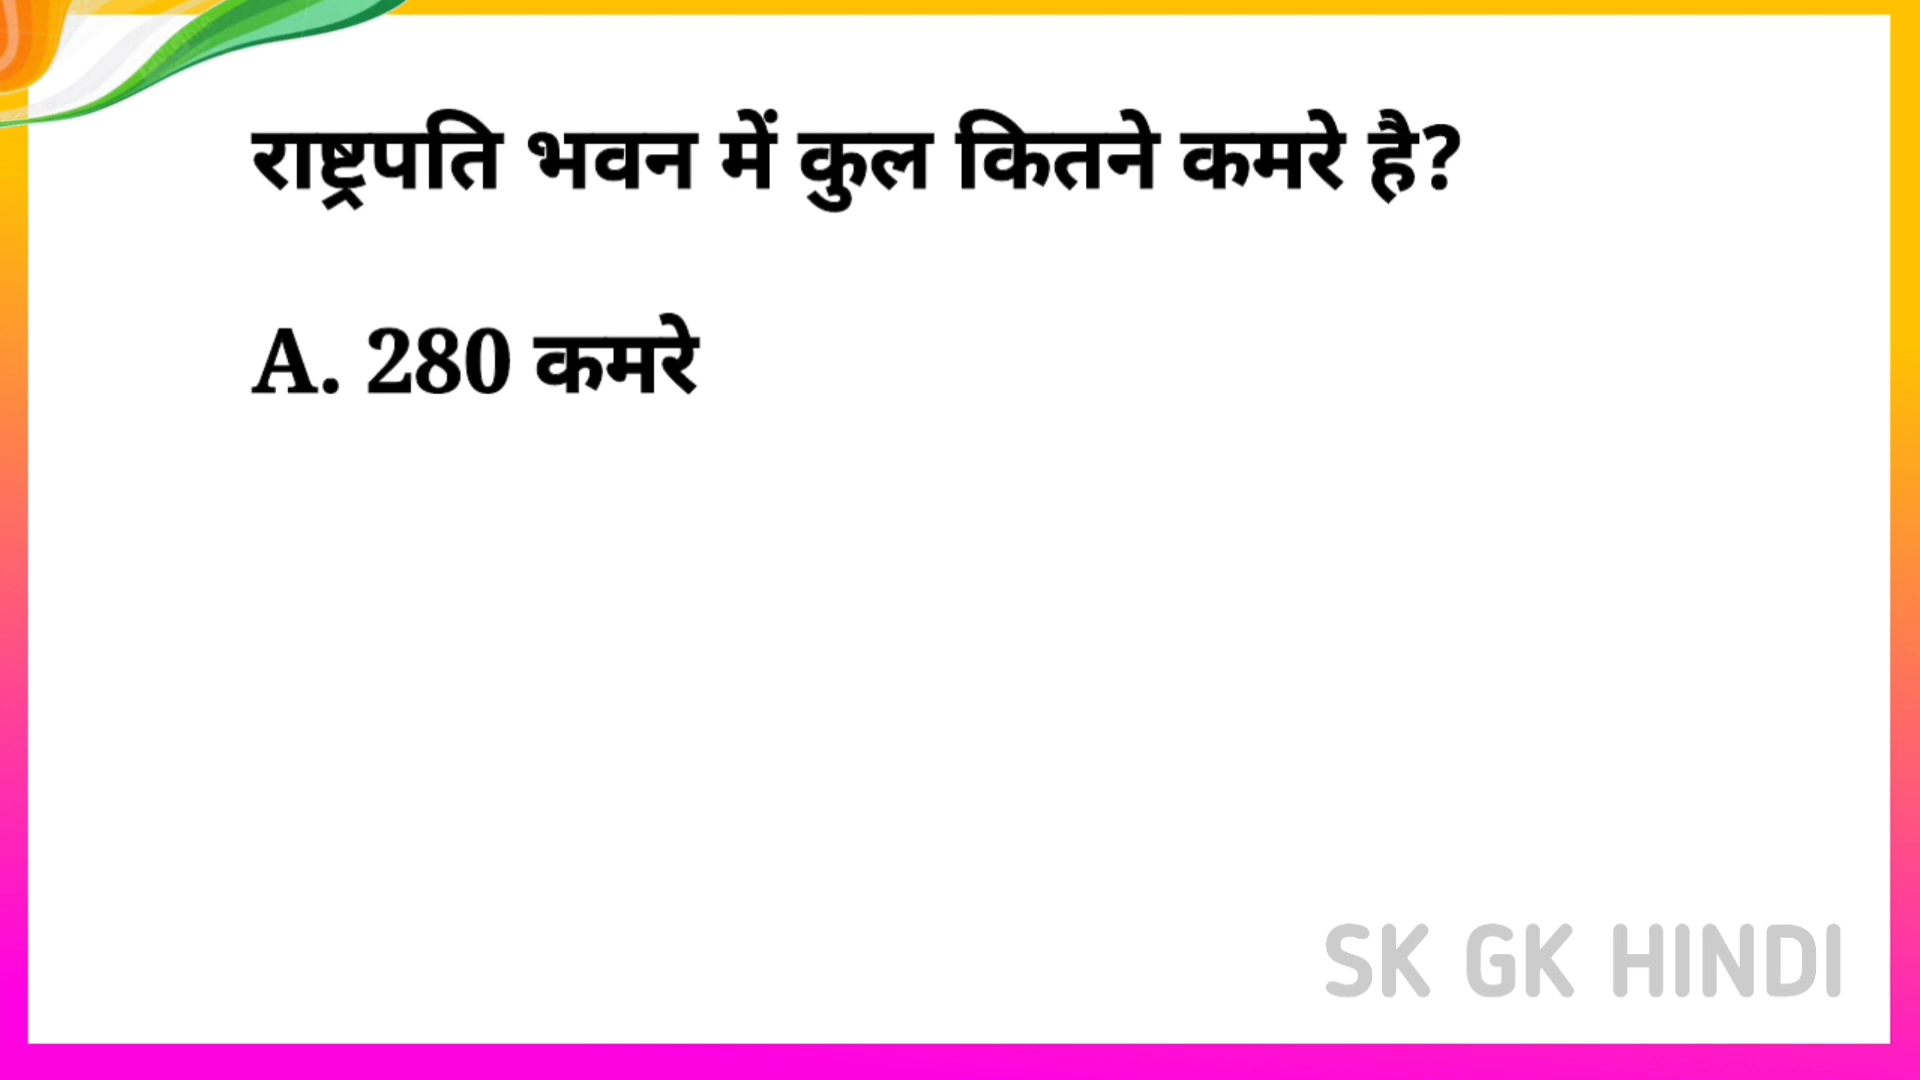 राष्ट्रपति भवन में कुल कितने कमरे है?
A. 280 कमरे
SK GK HINDI